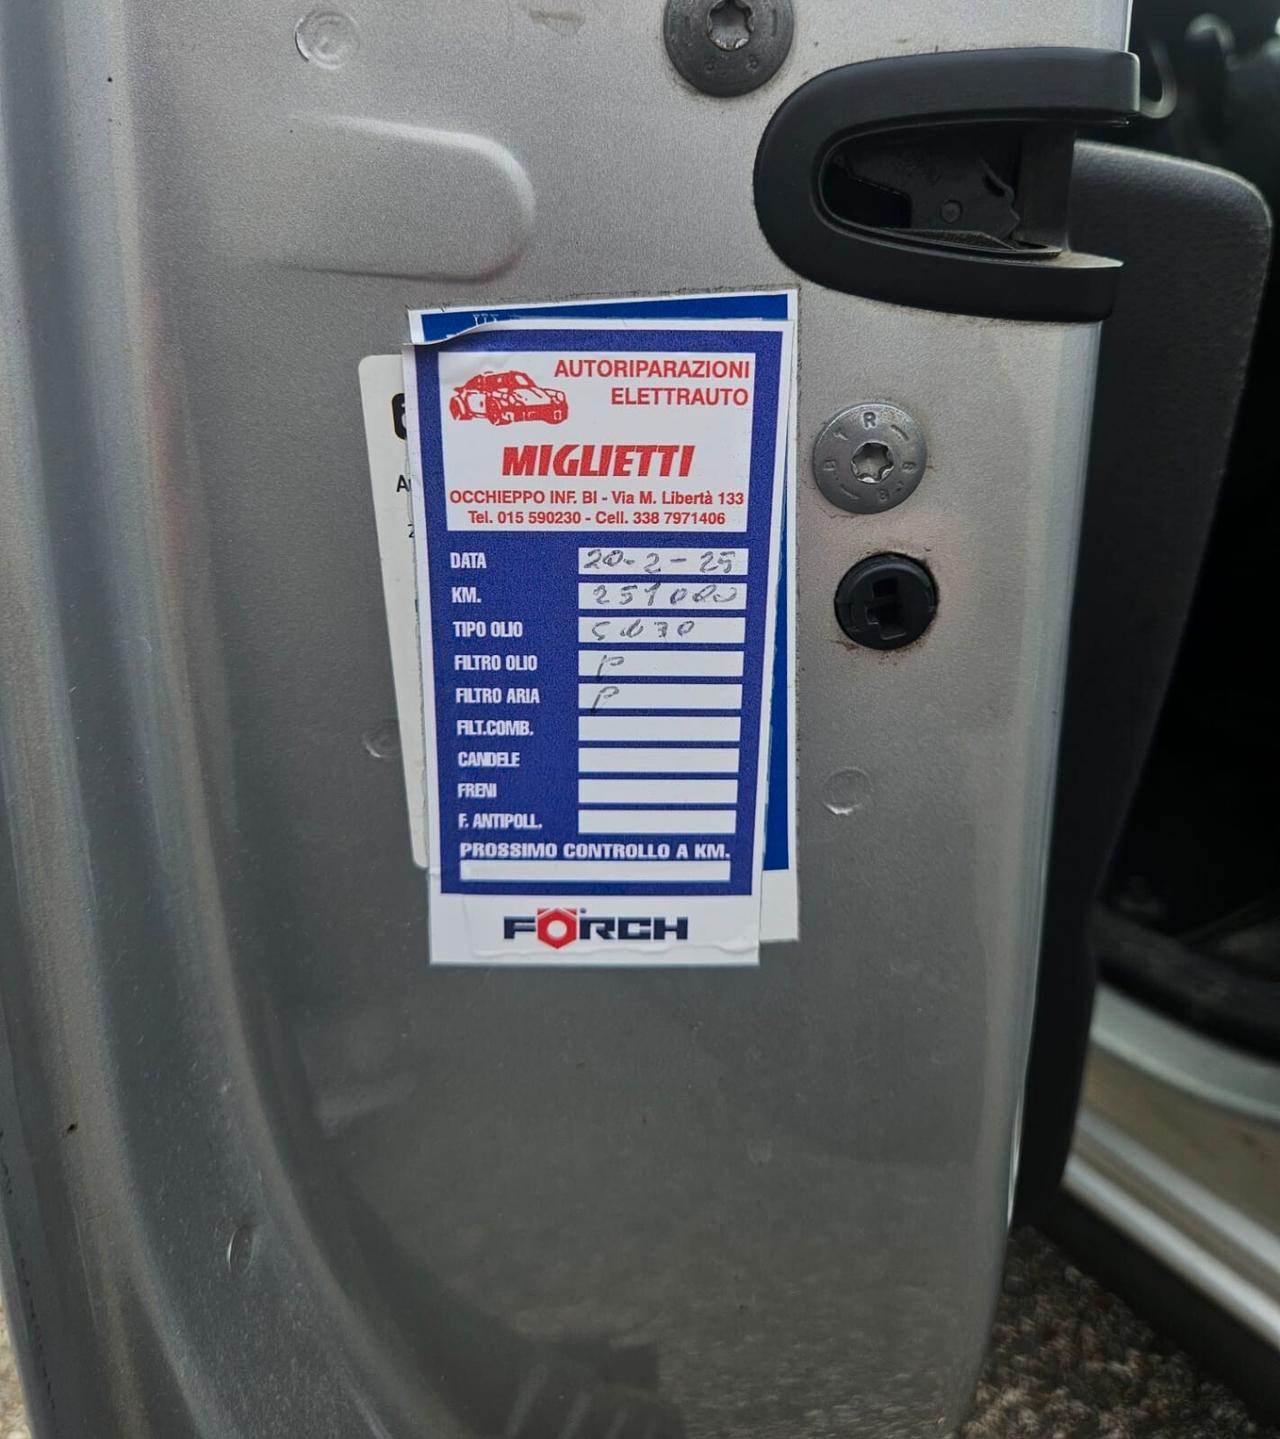 AUTORIPARAZIONI
ELETTRAUTO
MIGLIETTI
OCCHIEPPO INF. BI - Via M. Libertà 133
Tel. 015 590230 - Cell. 338 7971406
DATA 20-2-25
KM. 251000
TIPO OLIO 5W30
FILTRO OLIO P
FILTRO ARIA P
FILT.COMB.
CANDELE
FRENI
F. ANTIPOLL.
PROSSIMO CONTROLLO A KM.
FÖRCH